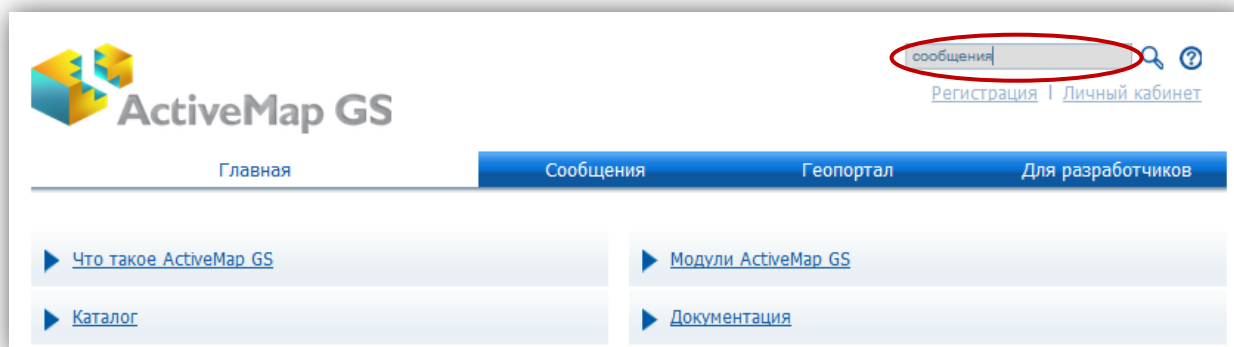 сообщения
ActiveMap GS
Регистрация | Личный кабинет
Главная Сообщения Геопортал Для разработчиков
Что такое ActiveMap GS Модули ActiveMap GS
Каталог Документация